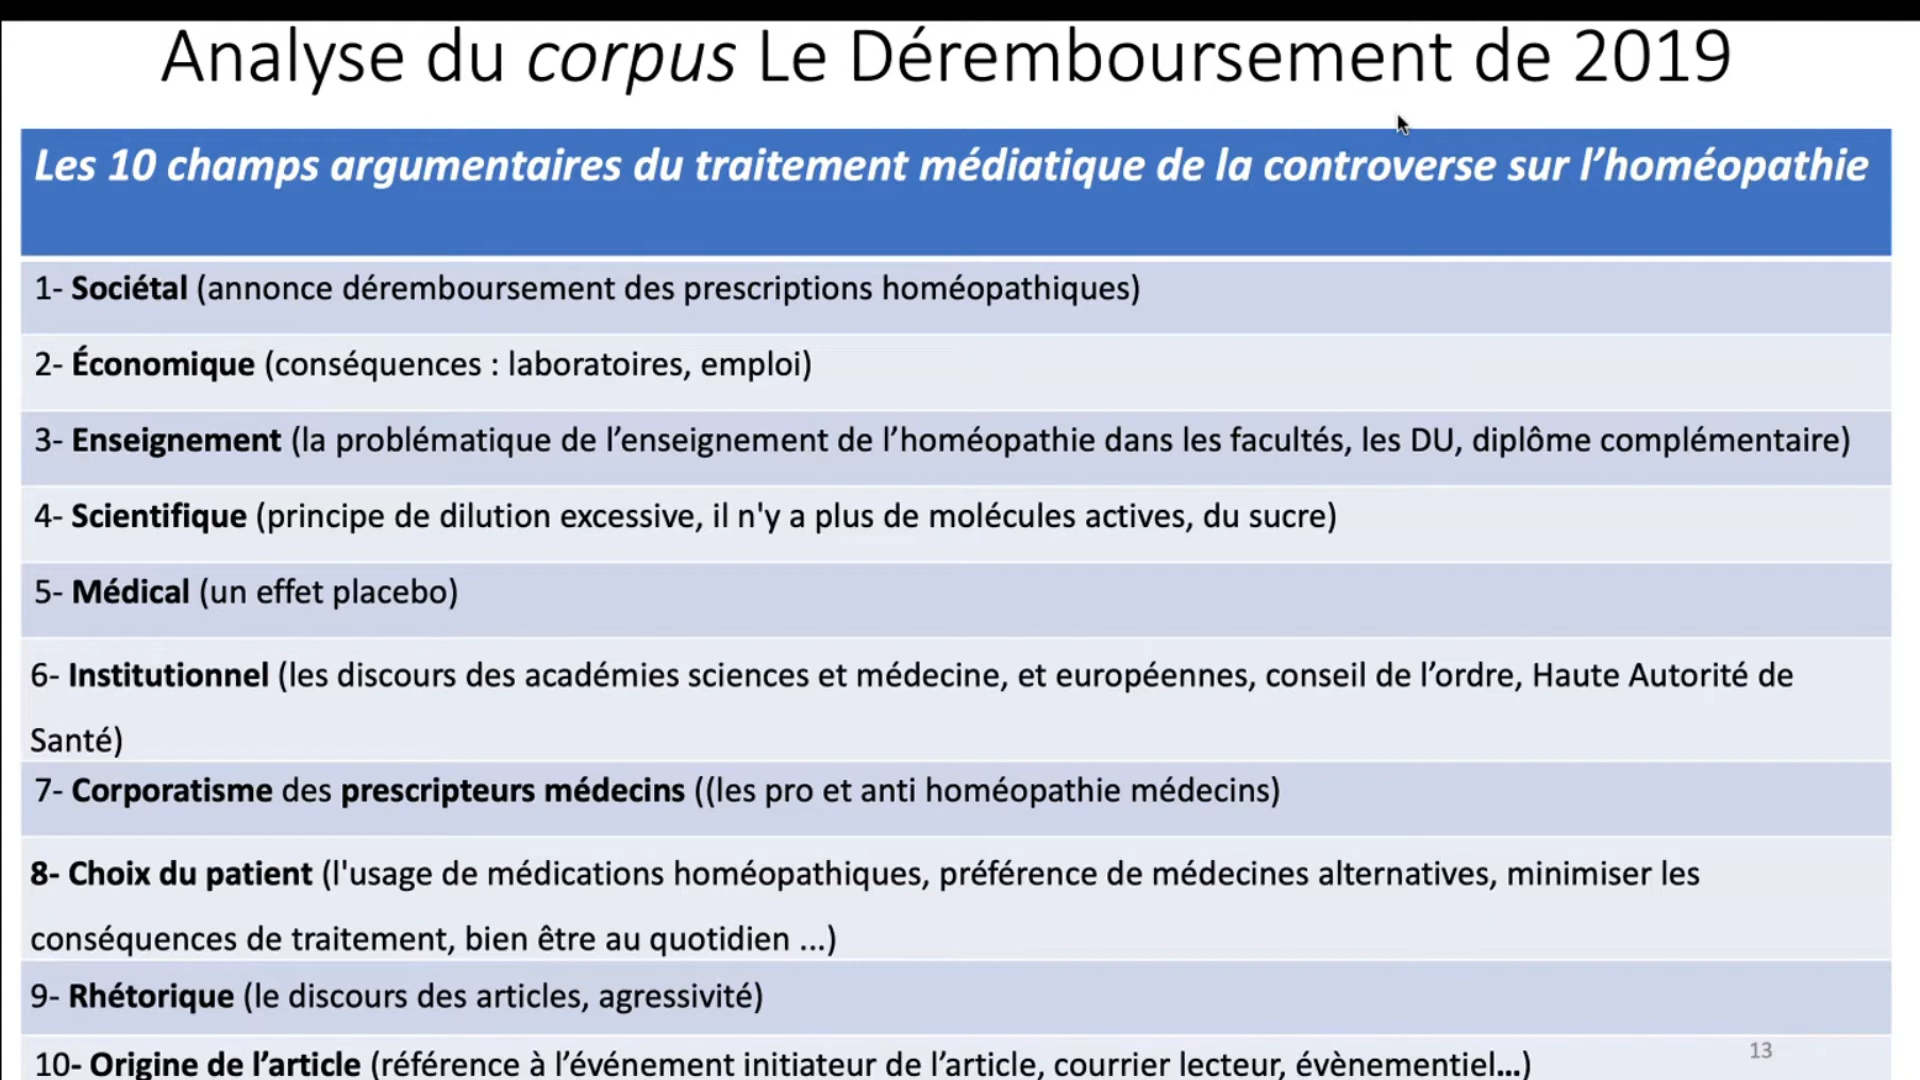 Analyse du corpus Le Déremboursement de 2019
Les 10 champs argumentaires du traitement médiatique de la controverse sur l’homéopathie
1- Sociétal (annonce déremboursement des prescriptions homéopathiques)
2- Économique (conséquences : laboratoires, emploi)
3- Enseignement (la problématique de l’enseignement de l’homéopathie dans les facultés, les DU, diplôme complémentaire)
4- Scientifique (principe de dilution excessive, il n'y a plus de molécules actives, du sucre)
5- Médical (un effet placebo)
6- Institutionnel (les discours des académies sciences et médecine, et européennes, conseil de l’ordre, Haute Autorité de
Santé)
7- Corporatisme des prescripteurs médecins ((les pro et anti homéopathie médecins)
8- Choix du patient (l'usage de médications homéopathiques, préférence de médecines alternatives, minimiser les
conséquences de traitement, bien être au quotidien ...)
9- Rhétorique (le discours des articles, agressivité)
10- Origine de l’article (référence à l’événement initiateur de l’article, courrier lecteur, évènementiel...)
13